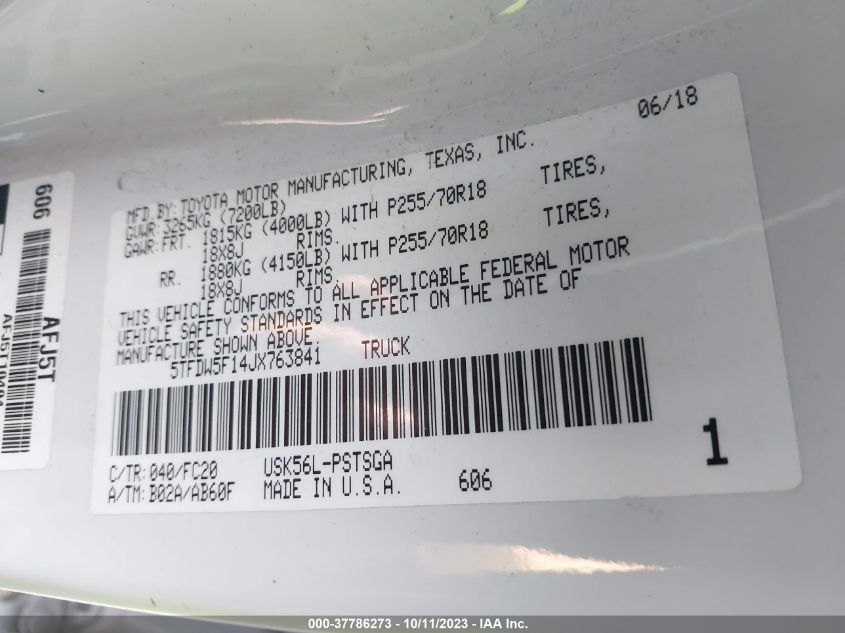 06/18
MFD BY: TOYOTA MOTOR MANUFACTURING, TEXAS, INC.
GVWR: 3265KG (7200LB)
GAWR: FRT. 1815KG (4000LB) WITH P255/70R18 TIRES,
18X8J RIMS.
RR. 1880KG (4150LB) WITH P255/70R18 TIRES,
18X8J RIMS
THIS VEHICLE CONFORMS TO ALL APPLICABLE FEDERAL MOTOR
VEHICLE SAFETY STANDARDS IN EFFECT ON THE DATE OF
MANUFACTURE SHOWN ABOVE.
5TFDW5F14JX763841 TRUCK
C/TR: 040/FC20 USK56L-PSTSGA
A/TM: B02A/AB60F MADE IN U.S.A. 606
1
606
AFJ5T
000-37786273 - 10/11/2023 - IAA Inc.